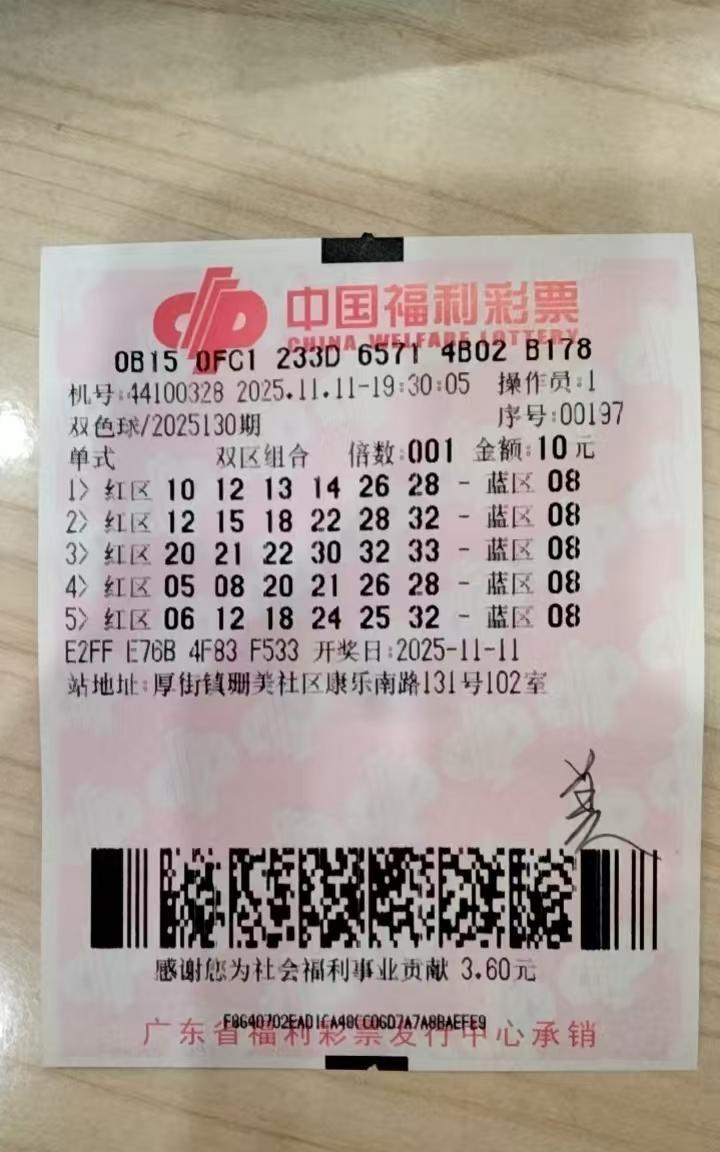 中国福利彩票
CHINA WELFARE LOTTERY
0B15 0FC1 233D 6571 4B02 B178
机号:44100328 2025.11.11-19:30:05 操作员:1
双色球/2025130期 序号:00197
单式 双区组合 倍数:001 金额:10元
1> 红区 10 12 13 14 26 28 - 蓝区 08
2> 红区 12 15 18 22 28 32 - 蓝区 08
3> 红区 20 21 22 30 32 33 - 蓝区 08
4> 红区 05 08 20 21 26 28 - 蓝区 08
5> 红区 06 12 18 24 25 32 - 蓝区 08
E2FF E76B 4F83 F533 开奖日:2025-11-11
站地址:厚街镇珊美社区康乐南路131号102室
感谢您为社会福利事业贡献 3.60元
广东省福利彩票发行中心承销